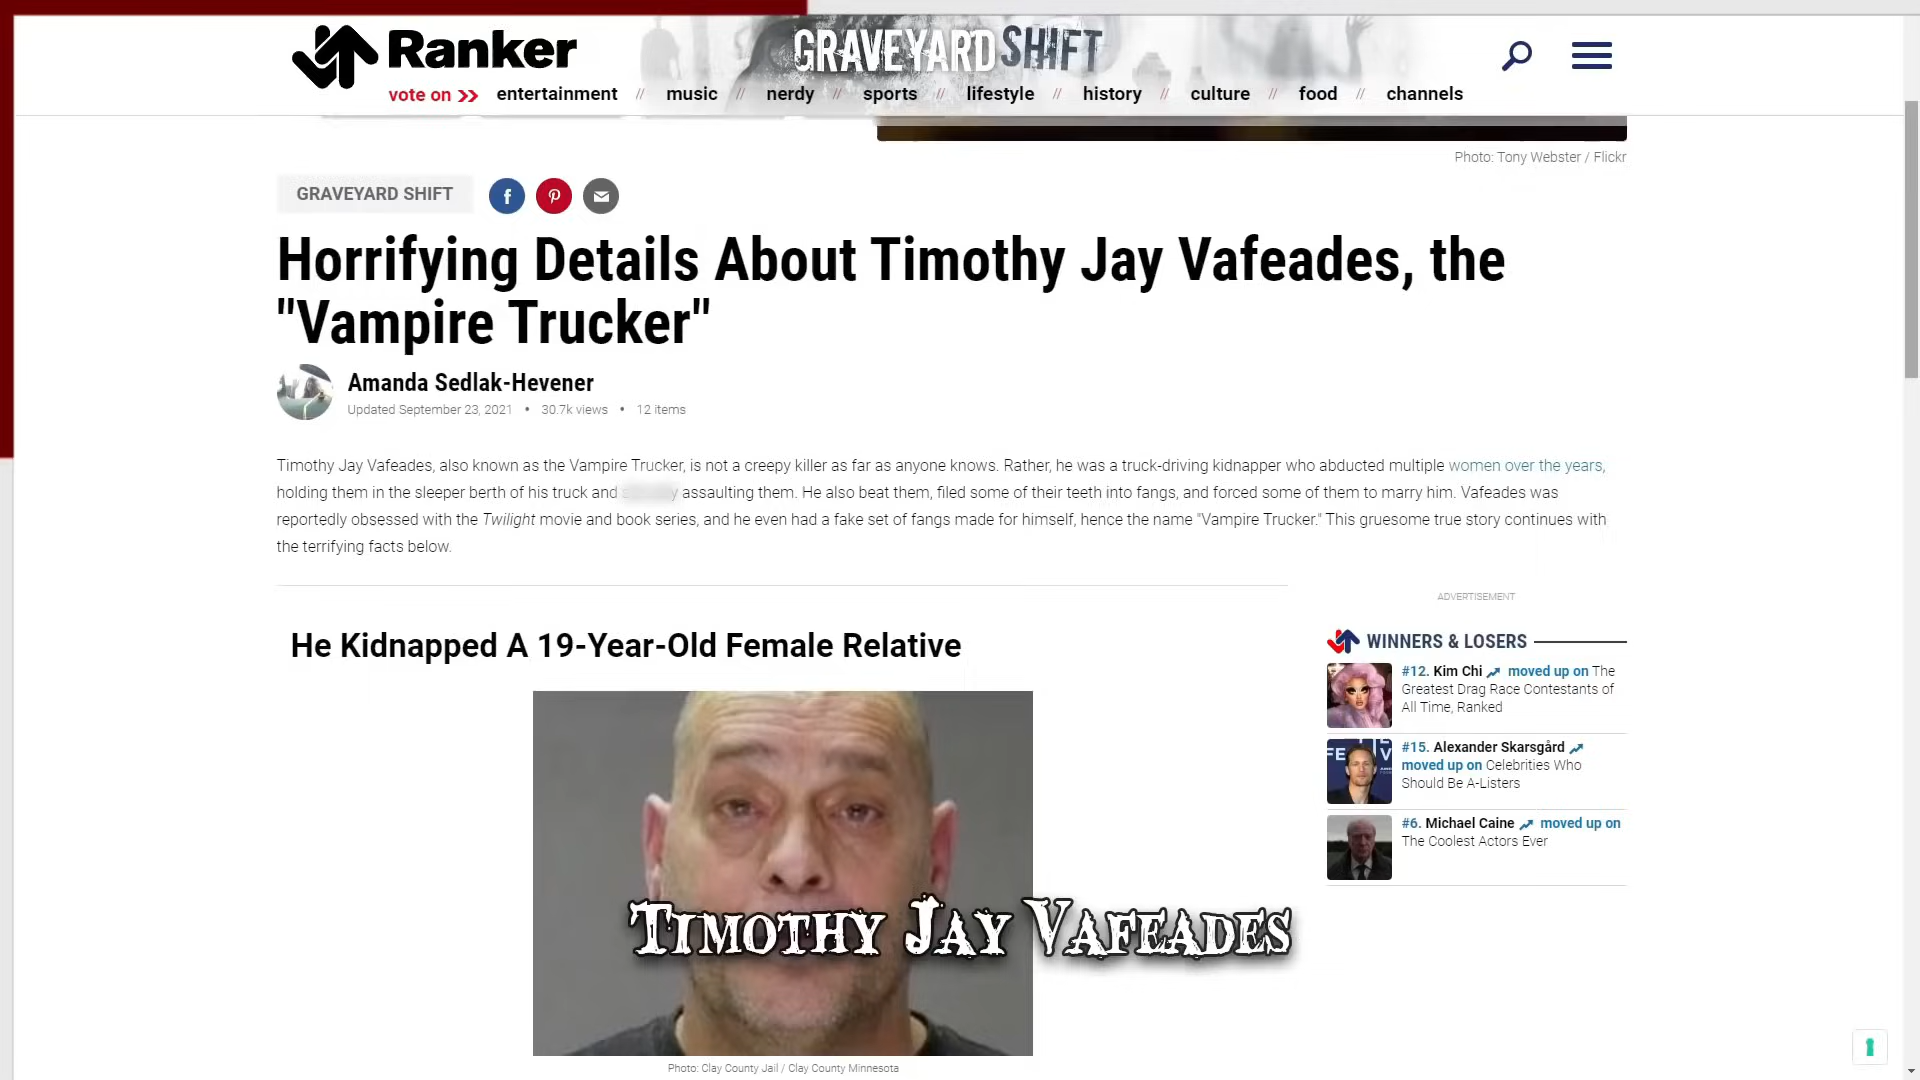 Ranker
GRAVEYARD SHIFT
vote on >> entertainment // music // nerdy // sports // lifestyle // history // culture // food // channels
Photo: Tony Webster / Flickr
GRAVEYARD SHIFT
Horrifying Details About Timothy Jay Vafeades, the
"Vampire Trucker"
Amanda Sedlak-Hevener
Updated September 23, 2021 • 30.7k views • 12 items
Timothy Jay Vafeades, also known as the Vampire Trucker, is not a creepy killer as far as anyone knows. Rather, he was a truck-driving kidnapper who abducted multiple women over the years,
holding them in the sleeper berth of his truck and assaulting them. He also beat them, filed some of their teeth into fangs, and forced some of them to marry him. Vafeades was
reportedly obsessed with the Twilight movie and book series, and he even had a fake set of fangs made for himself, hence the name "Vampire Trucker." This gruesome true story continues with
the terrifying facts below.
He Kidnapped A 19-Year-Old Female Relative
TIMOTHY JAY VAFEADES
Photo: Clay County Jail / Clay County Minnesota
ADVERTISEMENT
WINNERS & LOSERS
#12. Kim Chi moved up on The
Greatest Drag Race Contestants of
All Time, Ranked
#15. Alexander Skarsgård
moved up on Celebrities Who
Should Be A-Listers
#6. Michael Caine moved up on
The Coolest Actors Ever